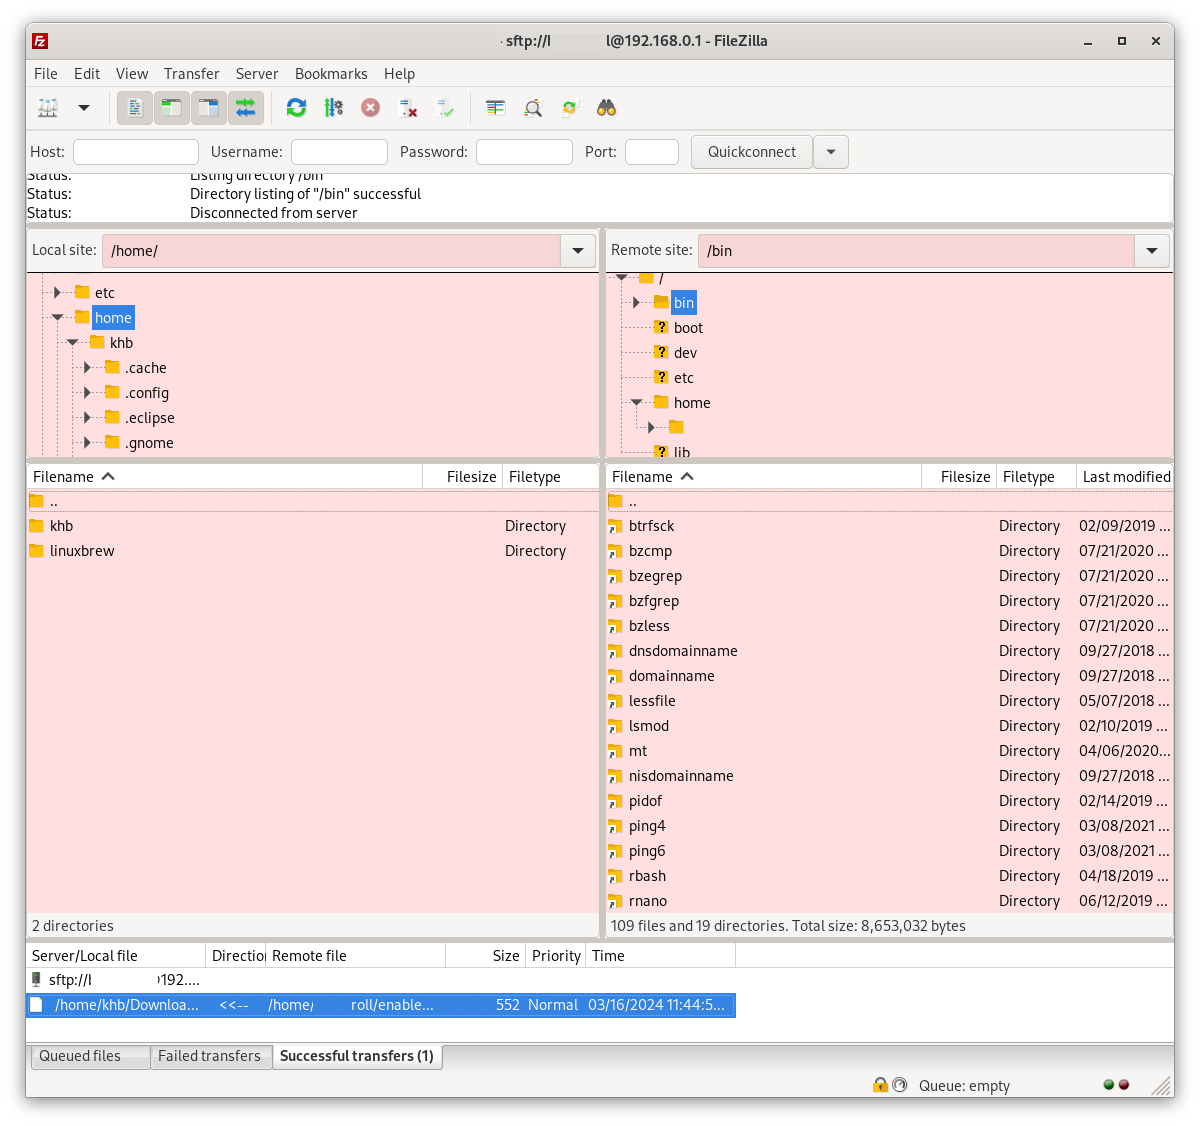 - sftp://l l@192.168.0.1 - FileZilla
File Edit View Transfer Server Bookmarks Help
Host: Username: Password: Port: Quickconnect
Status: Listing directory /bin
Status: Directory listing of "/bin" successful
Status: Disconnected from server
Local site: /home/
Remote site: /bin
etc
home
khb
.cache
.config
.eclipse
.gnome
/
bin
? boot
? dev
? etc
home
? lib
Filename Filesize Filetype
..
khb Directory
linuxbrew Directory
2 directories
Filename Filesize Filetype Last modified
..
btrfsck Directory 02/09/2019 ...
bzcmp Directory 07/21/2020 ...
bzegrep Directory 07/21/2020 ...
bzfgrep Directory 07/21/2020 ...
bzless Directory 07/21/2020 ...
dnsdomainname Directory 09/27/2018 ...
domainname Directory 09/27/2018 ...
lessfile Directory 05/07/2018 ...
lsmod Directory 02/10/2019 ...
mt Directory 04/06/2020...
nisdomainname Directory 09/27/2018 ...
pidof Directory 02/14/2019 ...
ping4 Directory 03/08/2021 ...
ping6 Directory 03/08/2021 ...
rbash Directory 04/18/2019 ...
rnano Directory 06/12/2019 ...
109 files and 19 directories. Total size: 8,653,032 bytes
Server/Local file Direction Remote file Size Priority Time
sftp:// 192....
/home/khb/Downloa... <<-- /home/ roll/enable... 552 Normal 03/16/2024 11:44:5...
Queued files Failed transfers Successful transfers (1)
Queue: empty